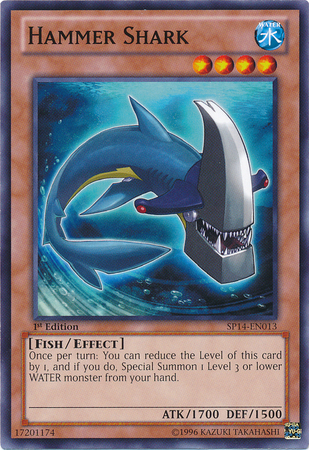 HAMMER SHARK
WATER
水
SP14-EN013
1st Edition
[FISH/EFFECT]
Once per turn: You can reduce the Level of this card
by 1, and if you do, Special Summon 1 Level 3 or lower
WATER monster from your hand.
ATK/1700 DEF/1500
17201174
©1996 KAZUKI TAKAHASHI